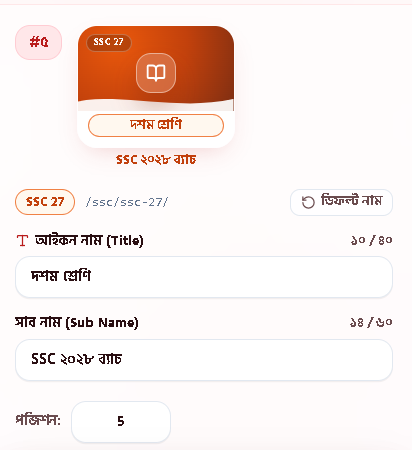 #৫
SSC 27
দশম শ্রেণি
SSC ২০২৮ ব্যাচ
SSC 27 /ssc/ssc-27/ ডিফল্ট নাম
আইকন নাম (Title) ১০ / ৪০
দশম শ্রেণি
সাব নাম (Sub Name) ১৪ / ৬০
SSC ২০২৮ ব্যাচ
পজিশন: 5